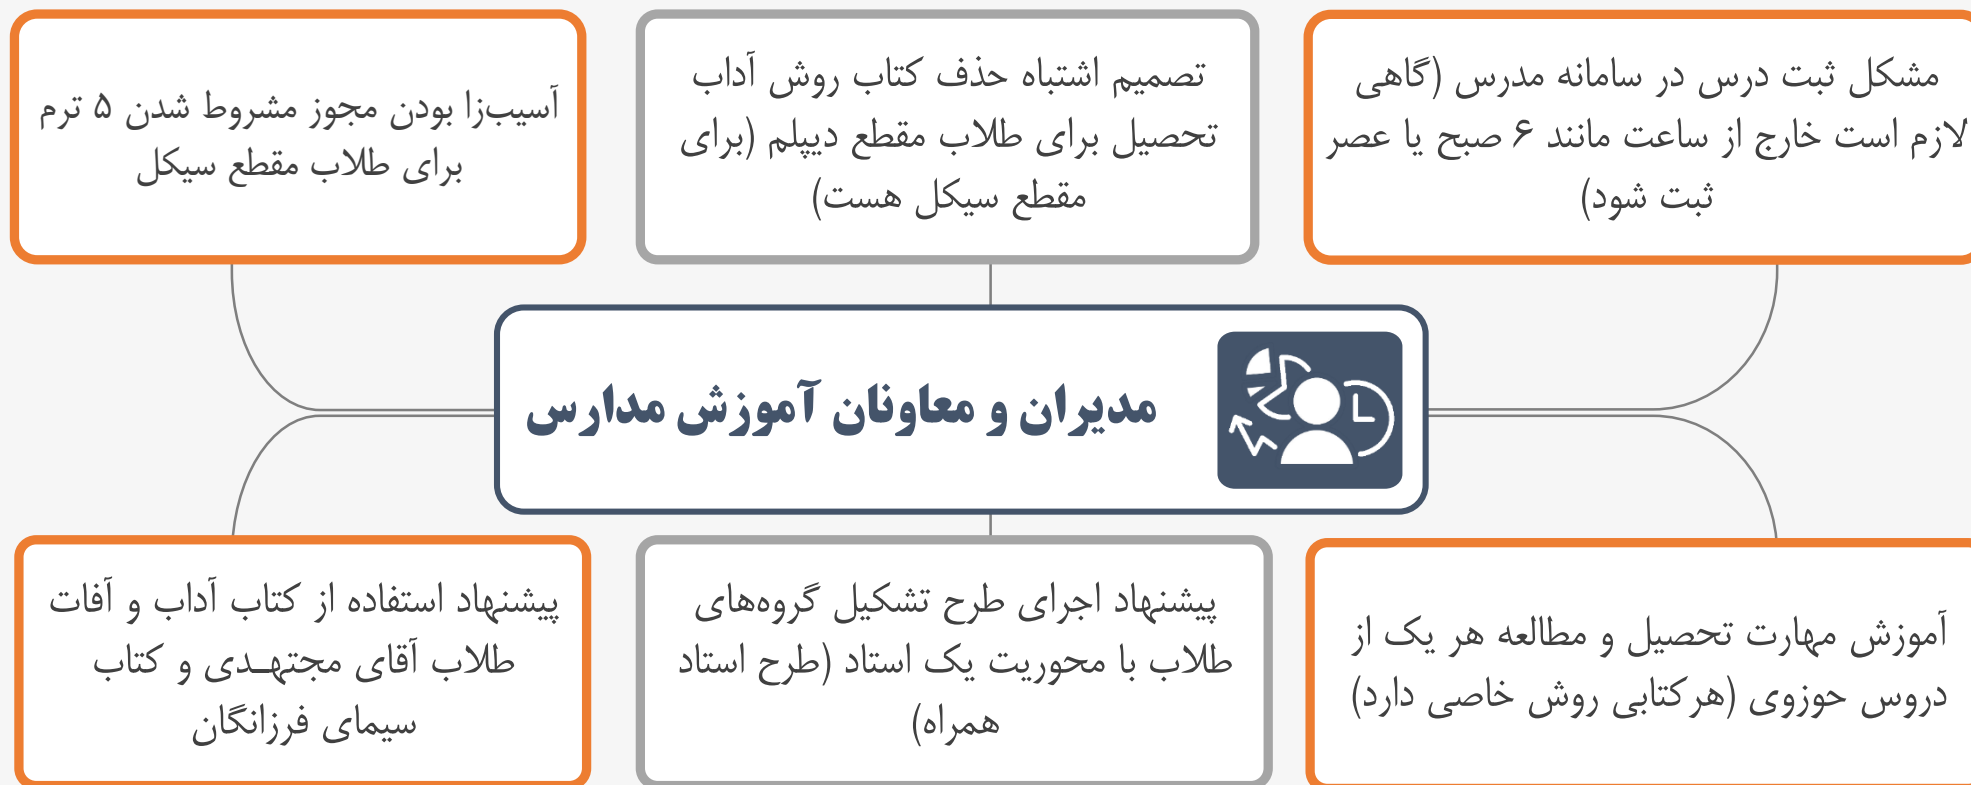 مشکل ثبت درس در سامانه مدرس (گاهی
لازم است خارج از ساعت مانند ۶ صبح یا عصر
ثبت شود)
تصمیم اشتباه حذف کتاب روش آداب
تحصیل برای طلاب مقطع دیپلم (برای
مقطع سیکل هست)
آسیب‌زا بودن مجوز مشروط شدن ۵ ترم
برای طلاب مقطع سیکل
مدیران و معاونان آموزش مدارس
آموزش مهارت تحصیل و مطالعه هر یک از
دروس حوزوی (هرکتابی روش خاصی دارد)
پیشنهاد اجرای طرح تشکیل گروه‌های
طلاب با محوریت یک استاد (طرح استاد
همراه)
پیشنهاد استفاده از کتاب آداب و آفات
طلاب آقای مجتهـدی و کتاب
سیمای فرزانگان